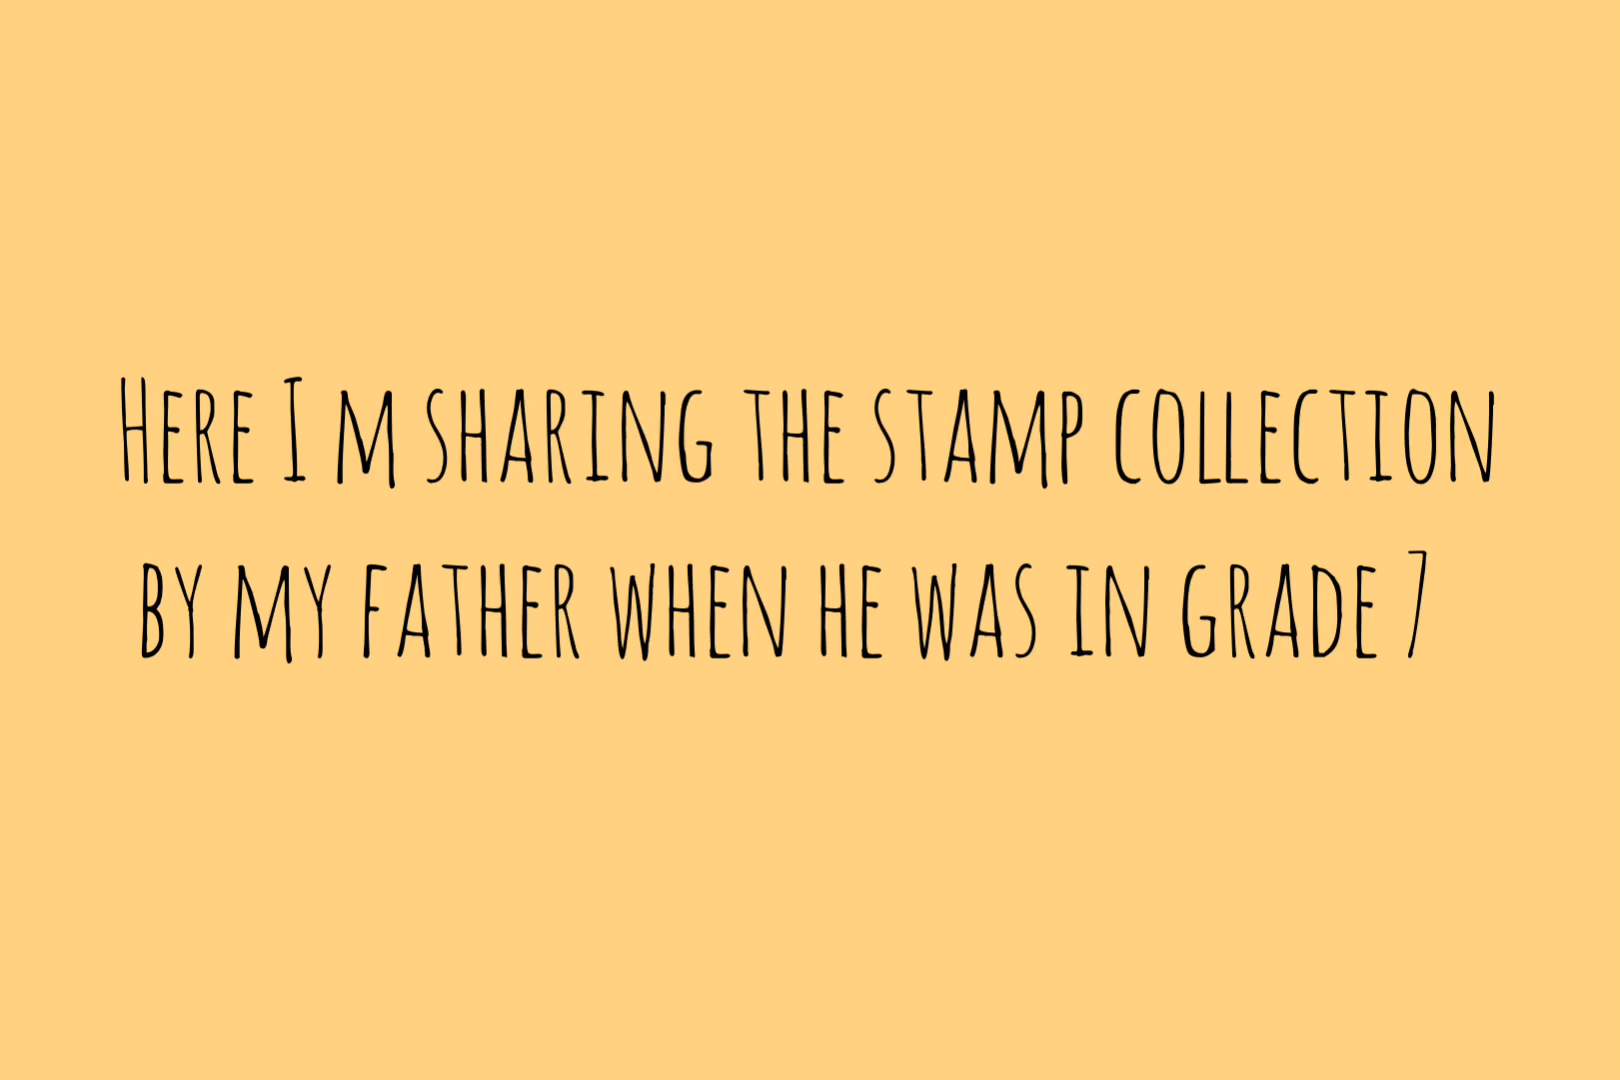 Here I m sharing the stamp collection
by my father when he was in grade 7